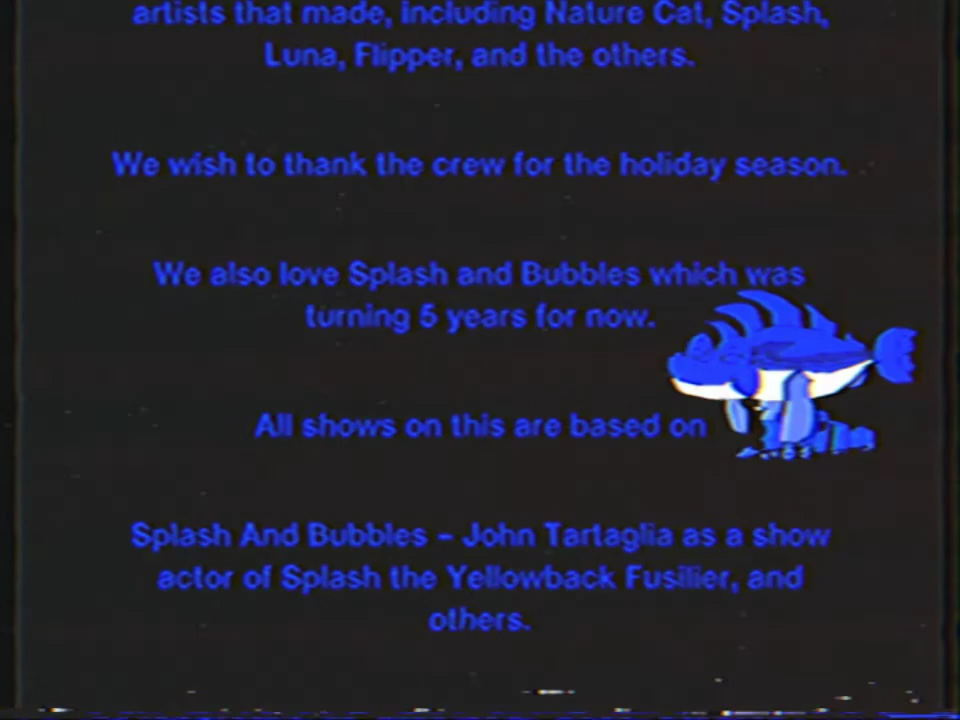 artists that made, including Nature Cat, Splash,
Luna, Flipper, and the others.
We wish to thank the crew for the holiday season.
We also love Splash and Bubbles which was
turning 5 years for now.
All shows on this are based on
Splash And Bubbles - John Tartaglia as a show
actor of Splash the Yellowback Fusilier, and
others.